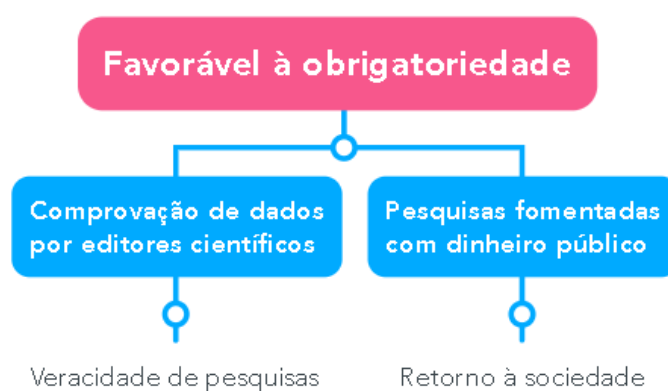 Favorável à obrigatoriedade
Comprovação de dados
por editores científicos
Pesquisas fomentadas
com dinheiro público
Veracidade de pesquisas
Retorno à sociedade